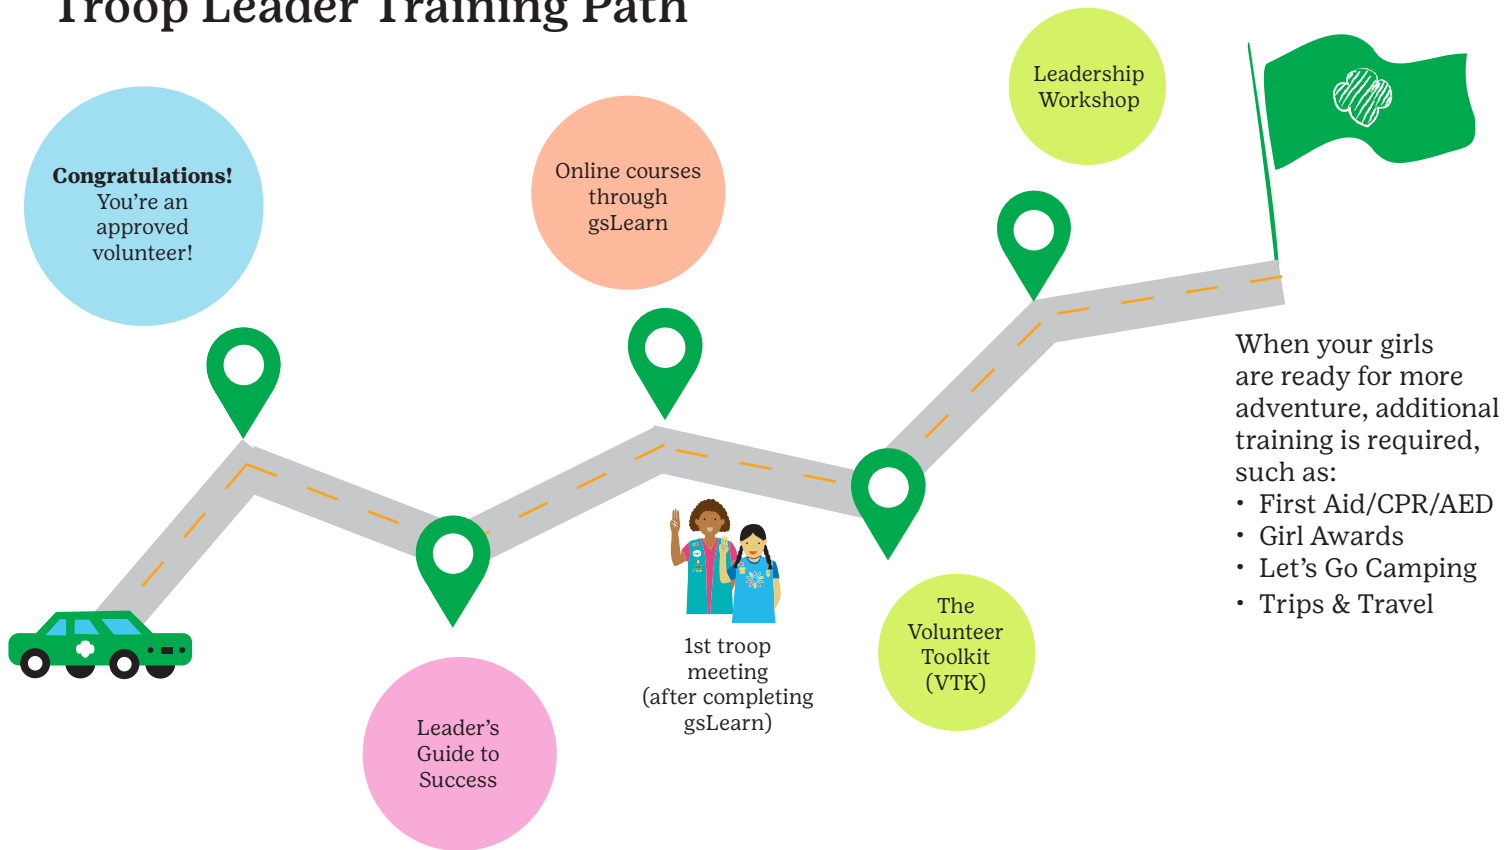 Troop Leader Training Path
Congratulations!
You’re an
approved
volunteer!
Leader’s
Guide to
Success
Online courses
through
gsLearn
1st troop
meeting
(after completing
gsLearn)
The
Volunteer
Toolkit
(VTK)
Leadership
Workshop
When your girls
are ready for more
adventure, additional
training is required,
such as:
• First Aid/CPR/AED
• Girl Awards
• Let’s Go Camping
• Trips & Travel